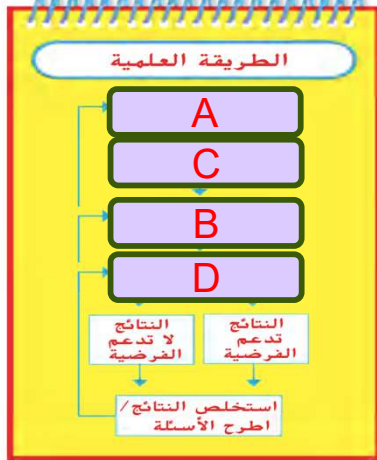 الطريقة العلمية
A
C
B
D
النتائج
تدعم
الفرضية
النتائج
لا تدعم
الفرضية
استخلص النتائج/
اطرح الأسئلة